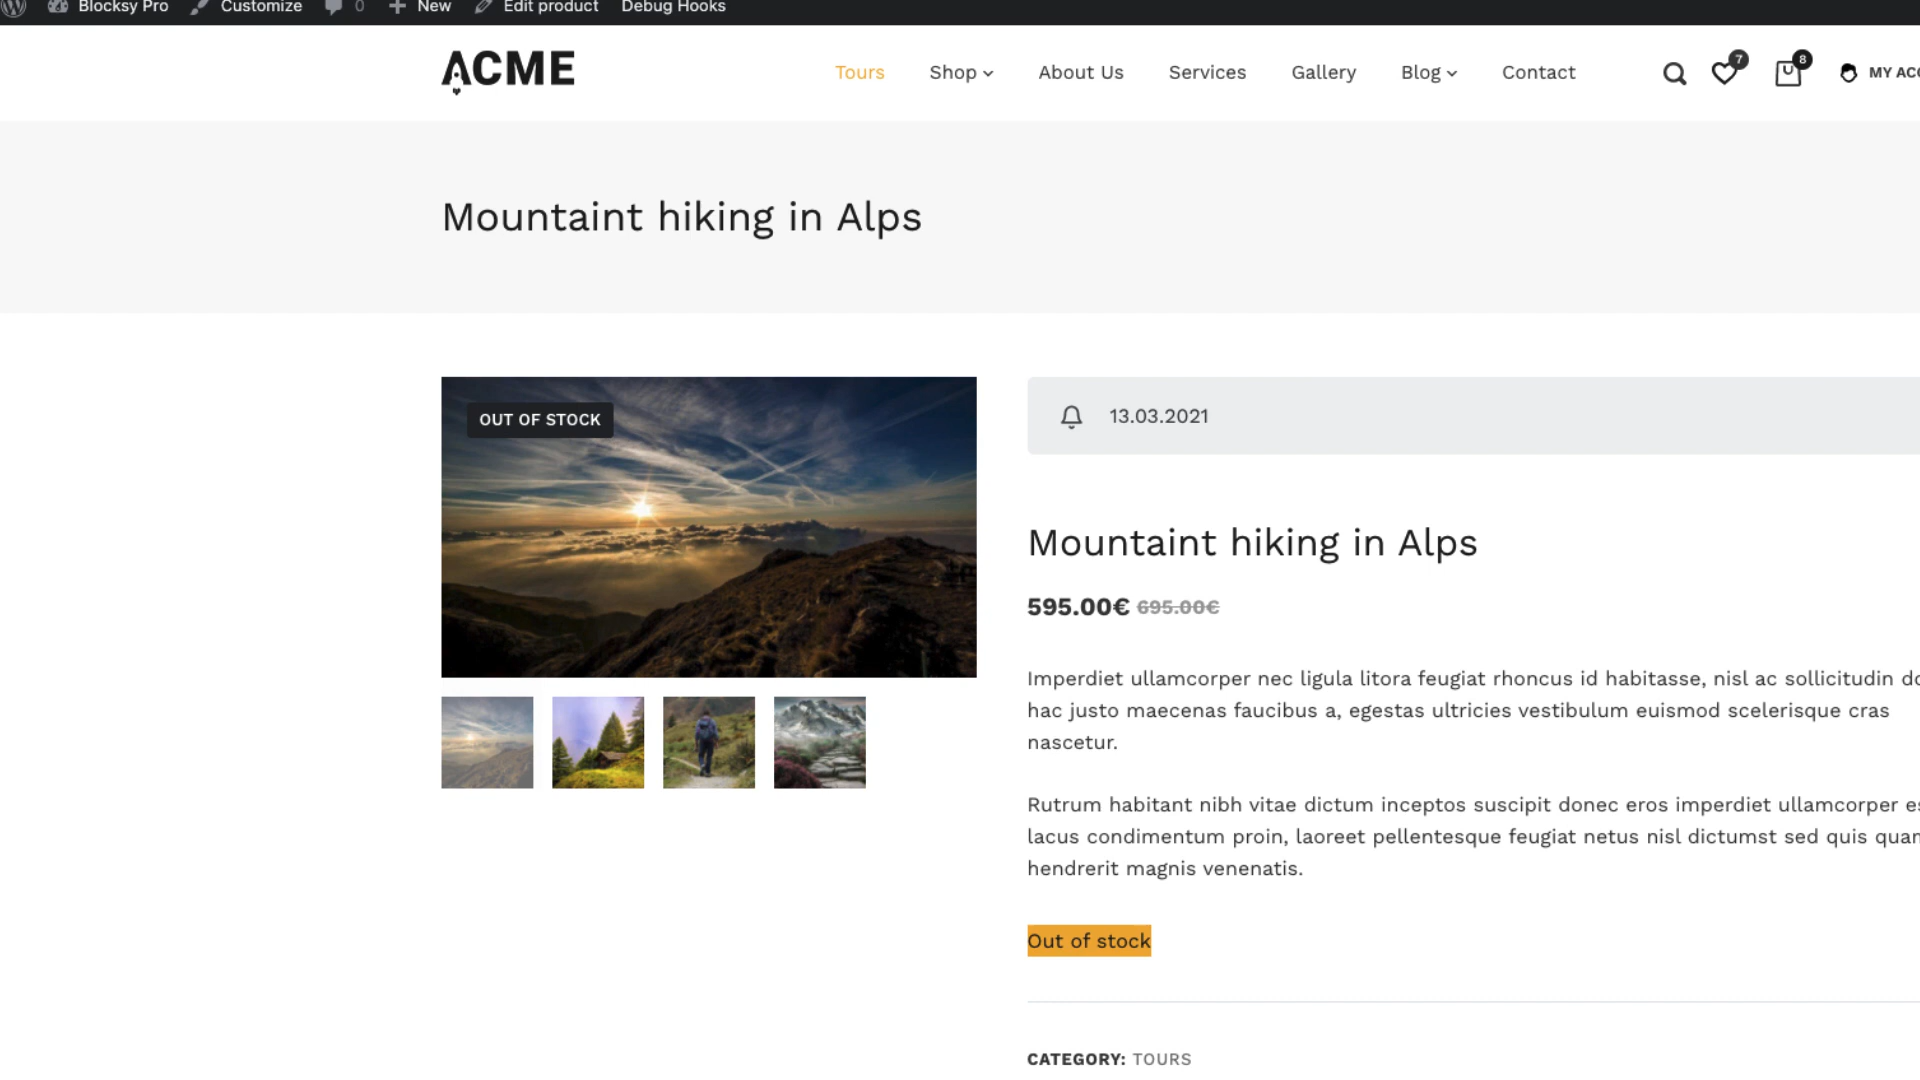 Blocksy Pro Customize 0 New Edit product Debug Hooks
ACME Tours Shop About Us Services Gallery Blog Contact 7 8 MY
Mountaint hiking in Alps
OUT OF STOCK
13.03.2021
Mountaint hiking in Alps
595.00€ 695.00€
Imperdiet ullamcorper nec ligula litora feugiat rhoncus id habitasse, nisl ac sollicitudin
hac justo maecenas faucibus a, egestas ultricies vestibulum euismod scelerisque cras
nascetur.
Rutrum habitant nibh vitae dictum inceptos suscipit donec eros imperdiet ullamcorper
lacus condimentum proin, laoreet pellentesque feugiat netus nisl dictumst sed quis
hendrerit magnis venenatis.
Out of stock
CATEGORY: TOURS